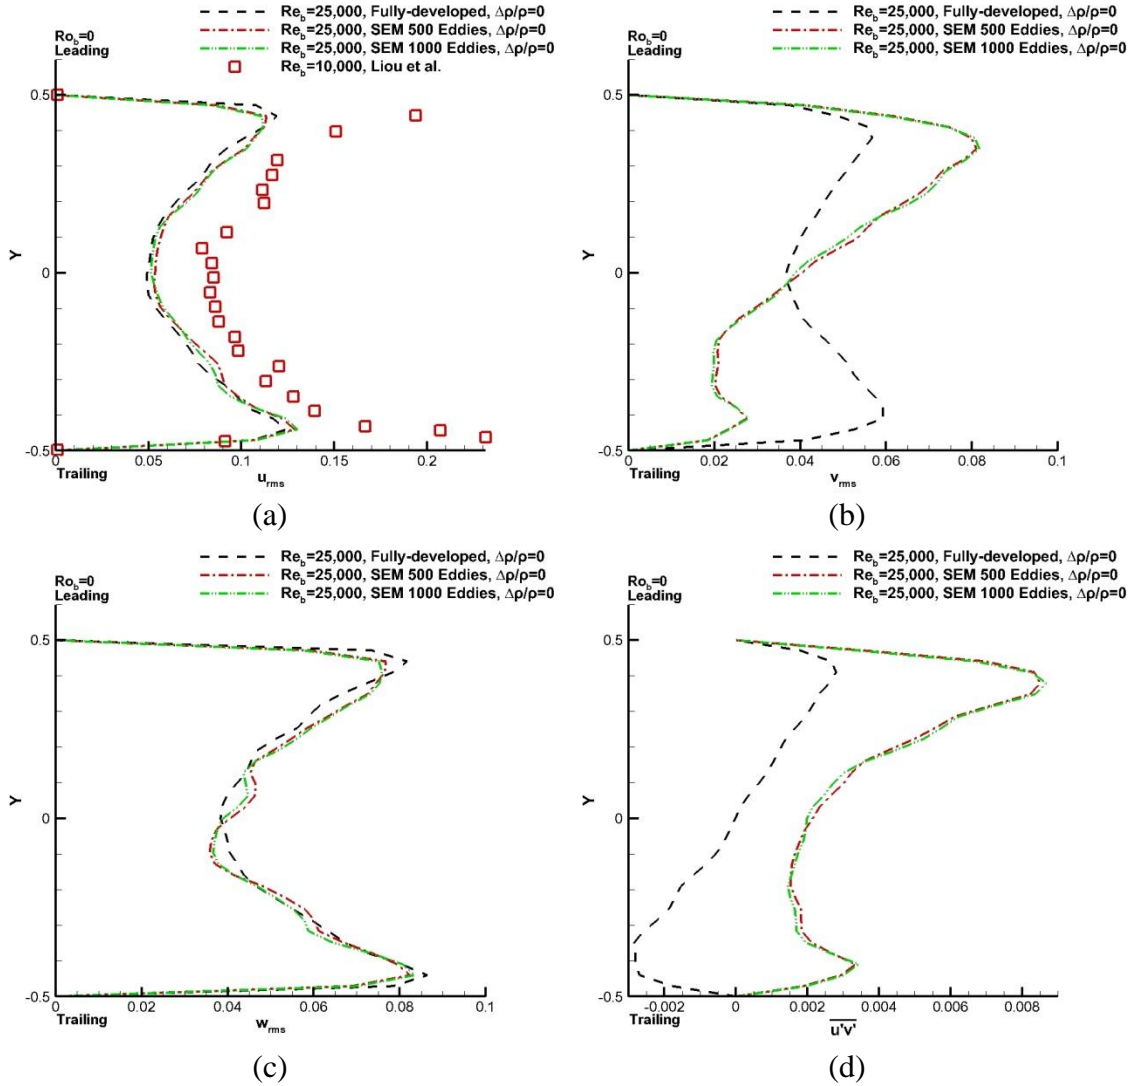 Re_b=25,000, Fully-developed, Δρ/ρ=0
Re_b=25,000, SEM 500 Eddies, Δρ/ρ=0
Re_b=25,000, SEM 1000 Eddies, Δρ/ρ=0
Re_b=10,000, Liou et al.
Ro_b=0
Leading
0.5
Y
0
-0.5
Trailing
0 0.05 0.1 0.15 0.2
u_rms
(a)
Re_b=25,000, Fully-developed, Δρ/ρ=0
Re_b=25,000, SEM 500 Eddies, Δρ/ρ=0
Re_b=25,000, SEM 1000 Eddies, Δρ/ρ=0
Ro_b=0
Leading
0.5
Y
0
-0.5
Trailing
0 0.02 0.04 0.06 0.08 0.1
v_rms
(b)
Re_b=25,000, Fully-developed, Δρ/ρ=0
Re_b=25,000, SEM 500 Eddies, Δρ/ρ=0
Re_b=25,000, SEM 1000 Eddies, Δρ/ρ=0
Ro_b=0
Leading
0.5
Y
0
-0.5
Trailing
0 0.02 0.04 0.06 0.08 0.1
w_rms
(c)
Re_b=25,000, Fully-developed, Δρ/ρ=0
Re_b=25,000, SEM 500 Eddies, Δρ/ρ=0
Re_b=25,000, SEM 1000 Eddies, Δρ/ρ=0
Ro_b=0
Leading
0.5
Y
0
-0.5
Trailing
-0.002 0 0.002 0.004 0.006 0.008
u'v'
(d)